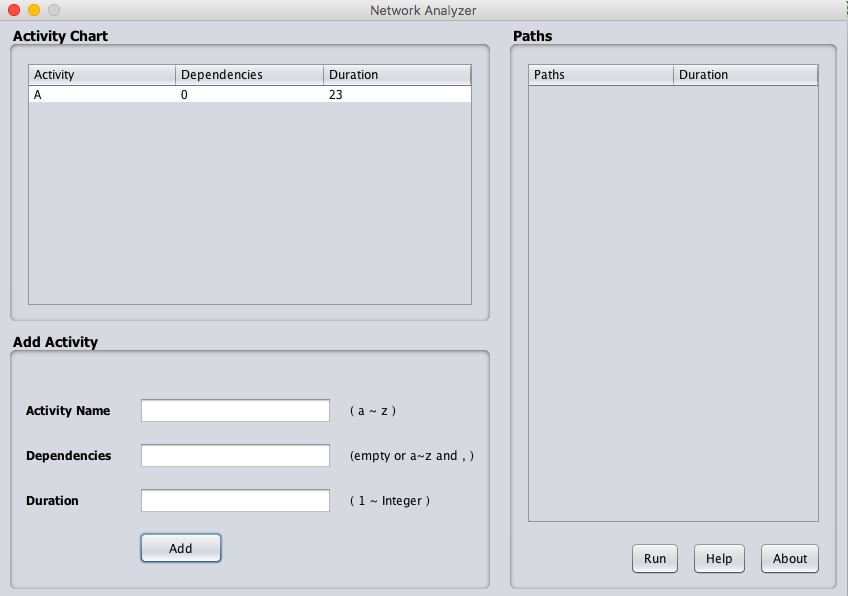 Network Analyzer
Activity Chart
Activity Dependencies Duration
A 0 23
Add Activity
Activity Name ( a ~ z )
Dependencies (empty or a~z and , )
Duration ( 1 ~ Integer )
Add
Paths
Paths Duration
Run Help About